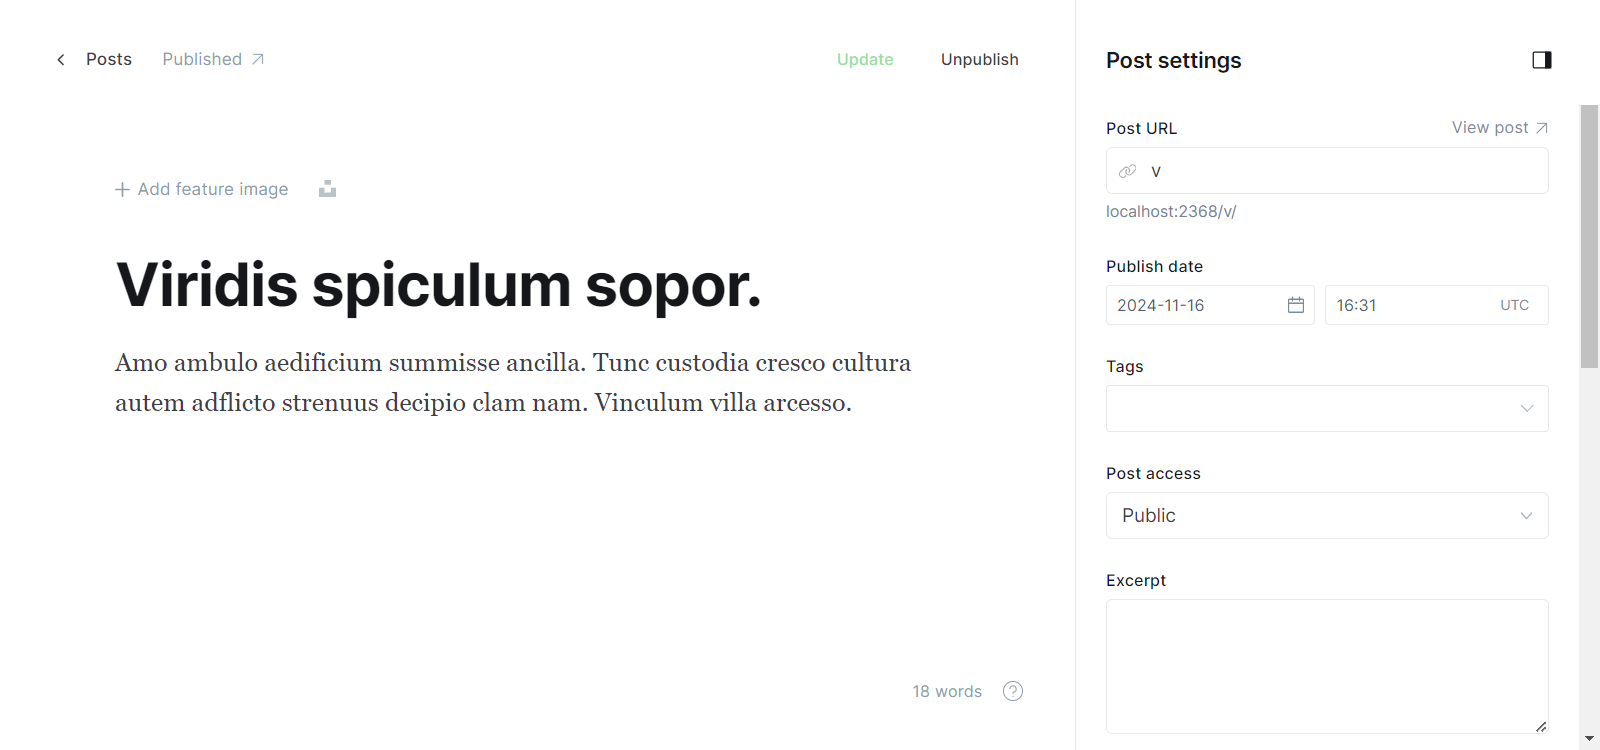 Posts
Published
Update
Unpublish
Add feature image
Viridis spiculum sopor.
Amo ambulo aedificium summisse ancilla. Tunc custodia cresco cultura
autem adflicto strenuus decipio clam nam. Vinculum villa arcesso.
18 words
?
Post settings
Post URL
View post
v
localhost:2368/v/
Publish date
2024-11-16
16:31
UTC
Tags
Post access
Public
Excerpt